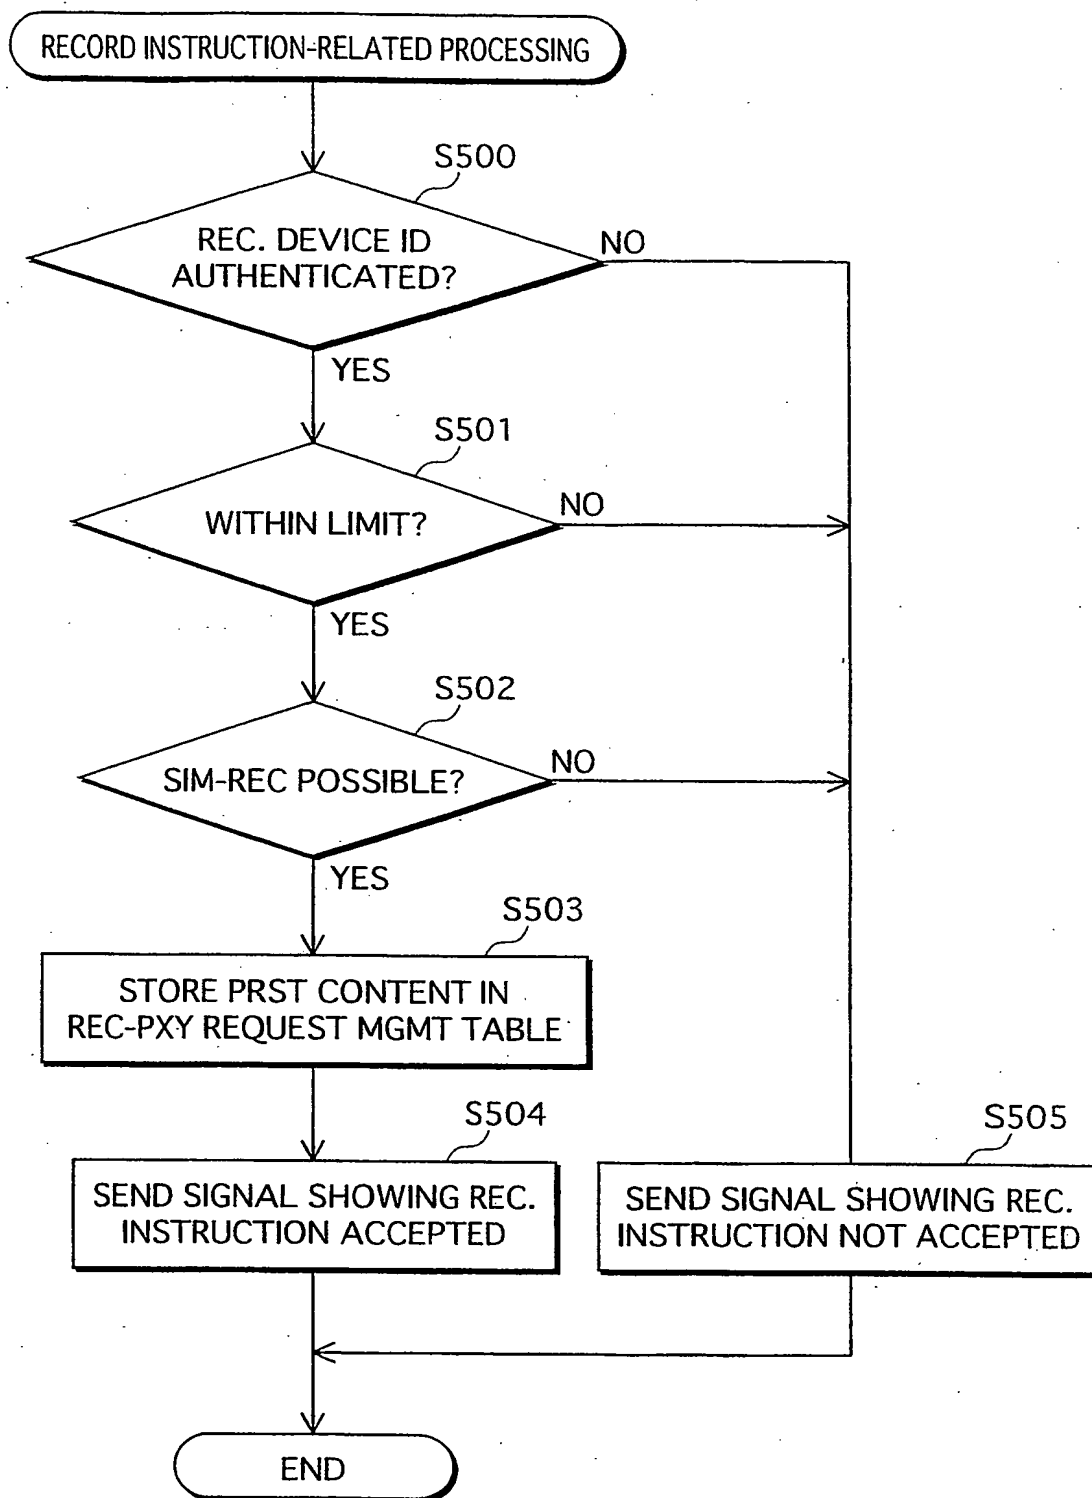 RECORD INSTRUCTION-RELATED PROCESSING
S500
REC. DEVICE ID
AUTHENTICATED?
NO
YES
S501
WITHIN LIMIT?
NO
YES
S502
SIM-REC POSSIBLE?
NO
YES
S503
STORE PRST CONTENT IN
REC-PXY REQUEST MGMT TABLE
S504
SEND SIGNAL SHOWING REC.
INSTRUCTION ACCEPTED
S505
SEND SIGNAL SHOWING REC.
INSTRUCTION NOT ACCEPTED
END